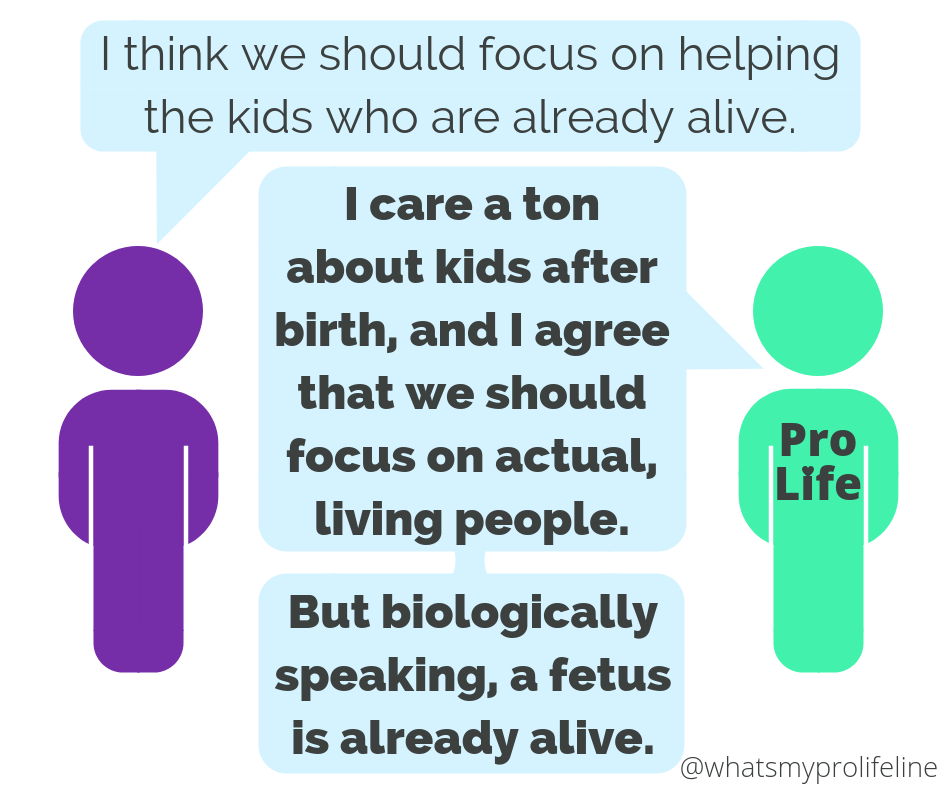 I think we should focus on helping
the kids who are already alive.
I care a ton
about kids after
birth, and I agree
that we should
focus on actual,
living people.
Pro
Life
But biologically
speaking, a fetus
is already alive.
@whatsmyprolifeline